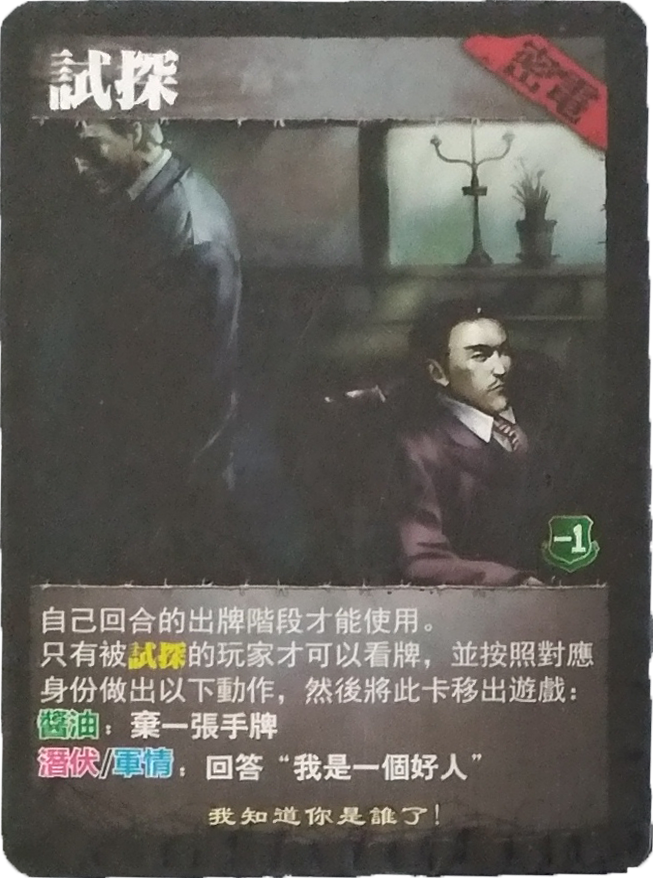 試探
密電
-1
自己回合的出牌階段才能使用。
只有被試探的玩家才可以看牌，並按照對應
身份做出以下動作，然後將此卡移出遊戲：
醬油：棄一張手牌
潛伏/軍情：回答“我是一個好人”
我知道你是誰了！